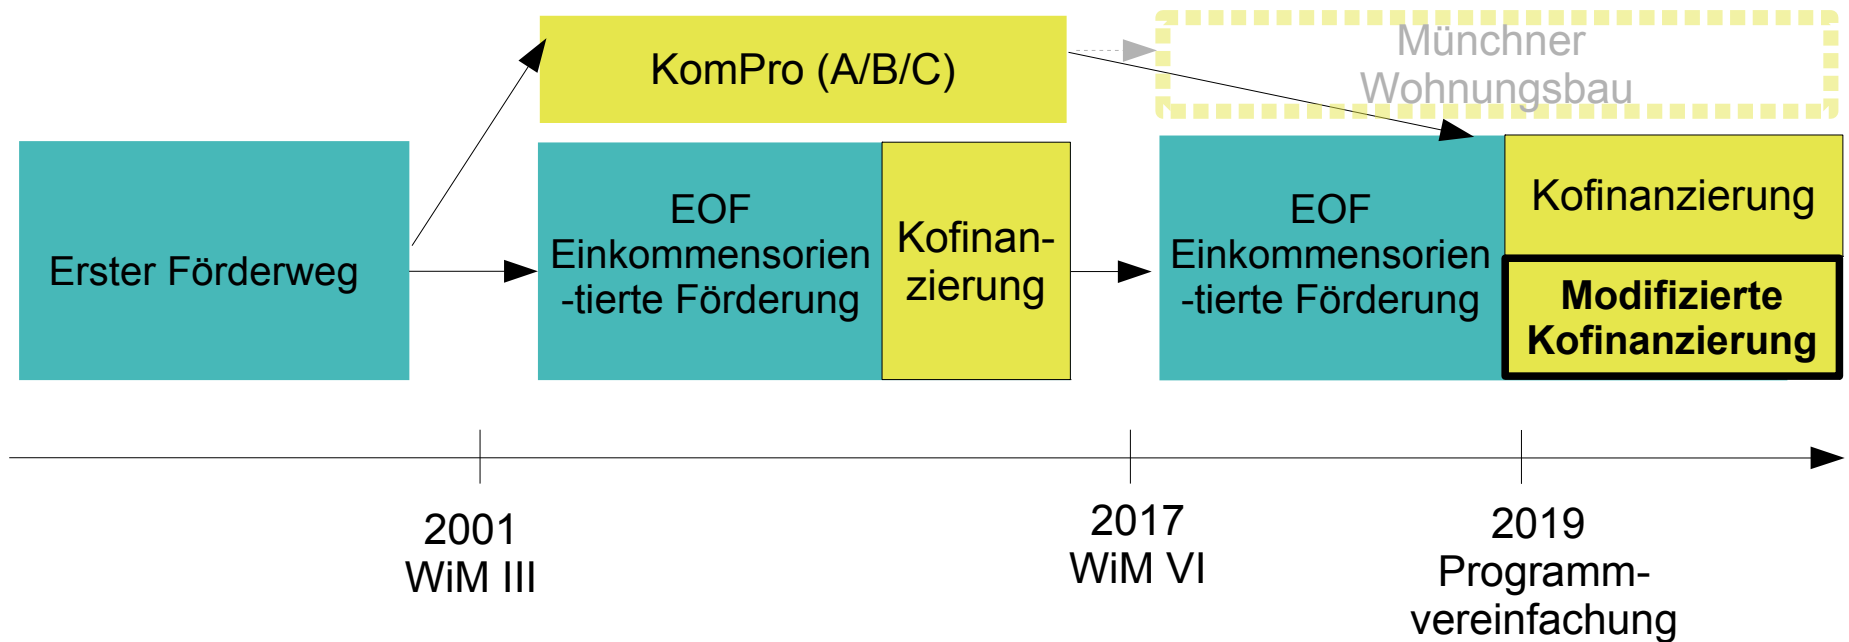 KomPro (A/B/C)
Münchner
Wohnungsbau
Erster Förderweg
EOF
Einkommensorien
-tierte Förderung
Kofinan-
zierung
EOF
Einkommensorien
-tierte Förderung
Kofinanzierung
Modifizierte
Kofinanzierung
2001
WiM III
2017
WiM VI
2019
Programm-
vereinfachung